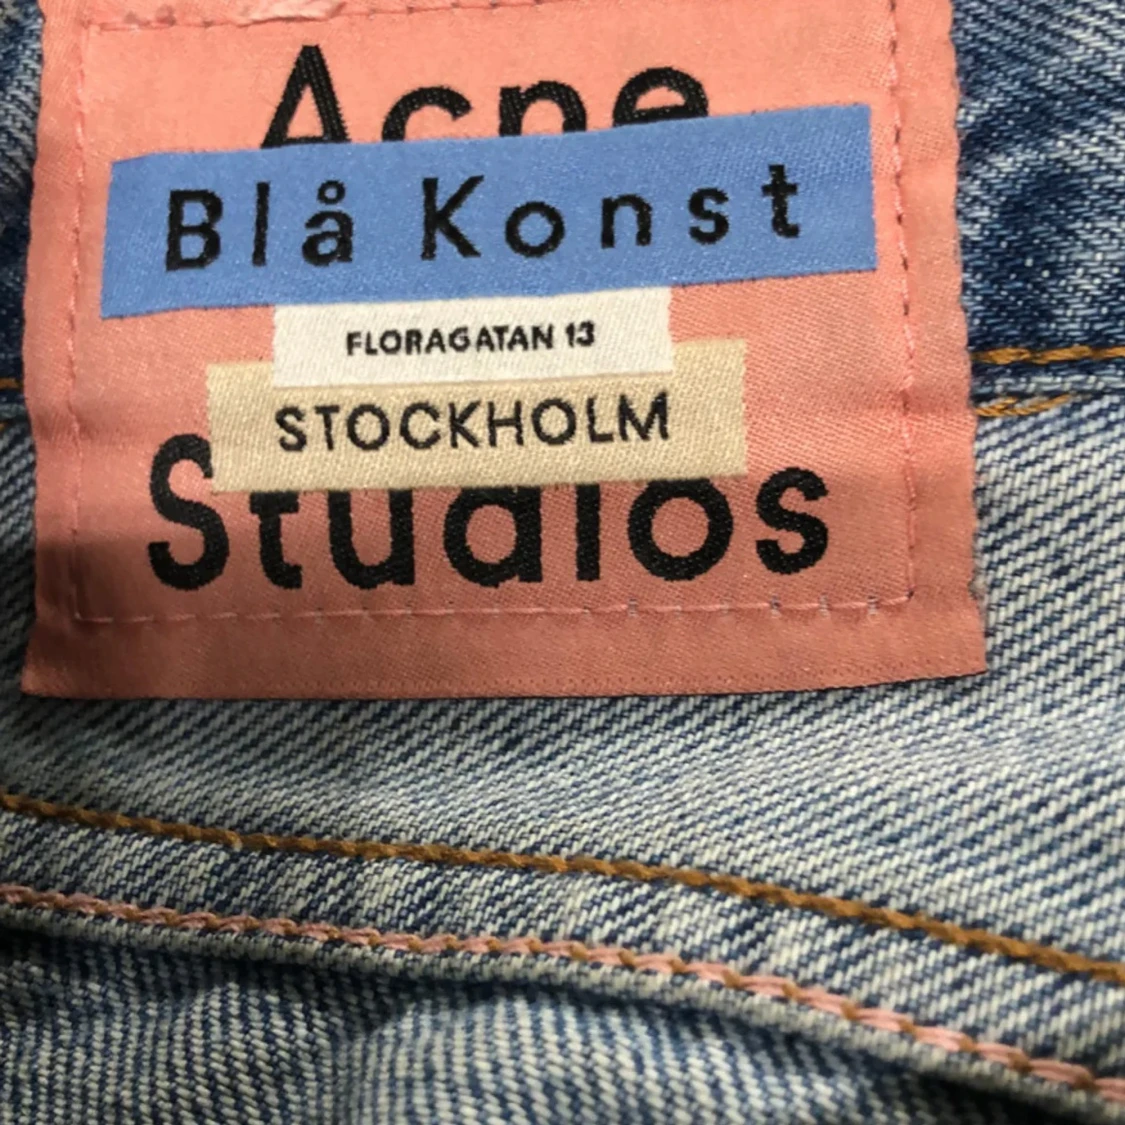 Acne
Blå Konst
FLORAGATAN 13
STOCKHOLM
Studios